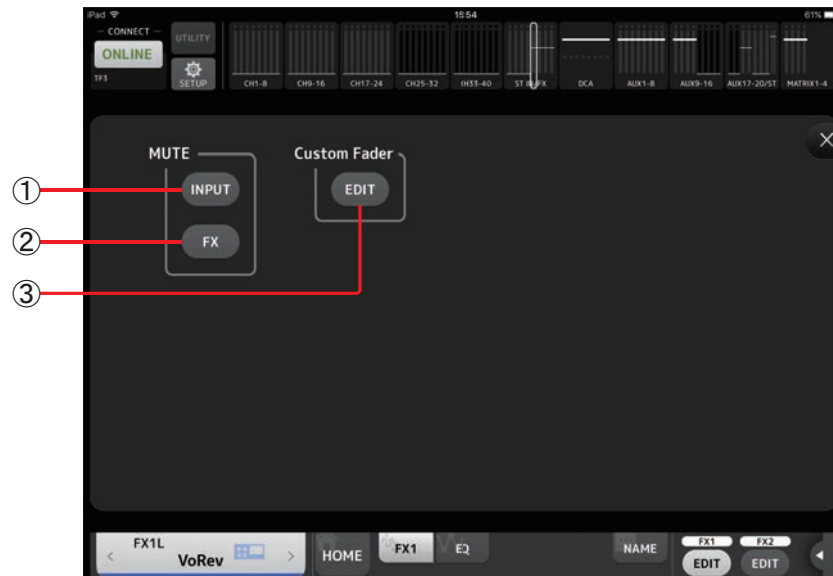 iPad 15:54 61%
CONNECT
ONLINE
TF3
UTILITY
SETUP
CH1-8 CH9-16 CH17-24 CH25-32 CH33-40 ST IN/FX DCA AUX1-8 AUX9-16 AUX17-20/ST MATRIX1-4
MUTE
INPUT
FX
Custom Fader
EDIT
①
②
③
FX1L
VoRev
HOME
FX1
EQ
NAME
FX1
EDIT
FX2
EDIT